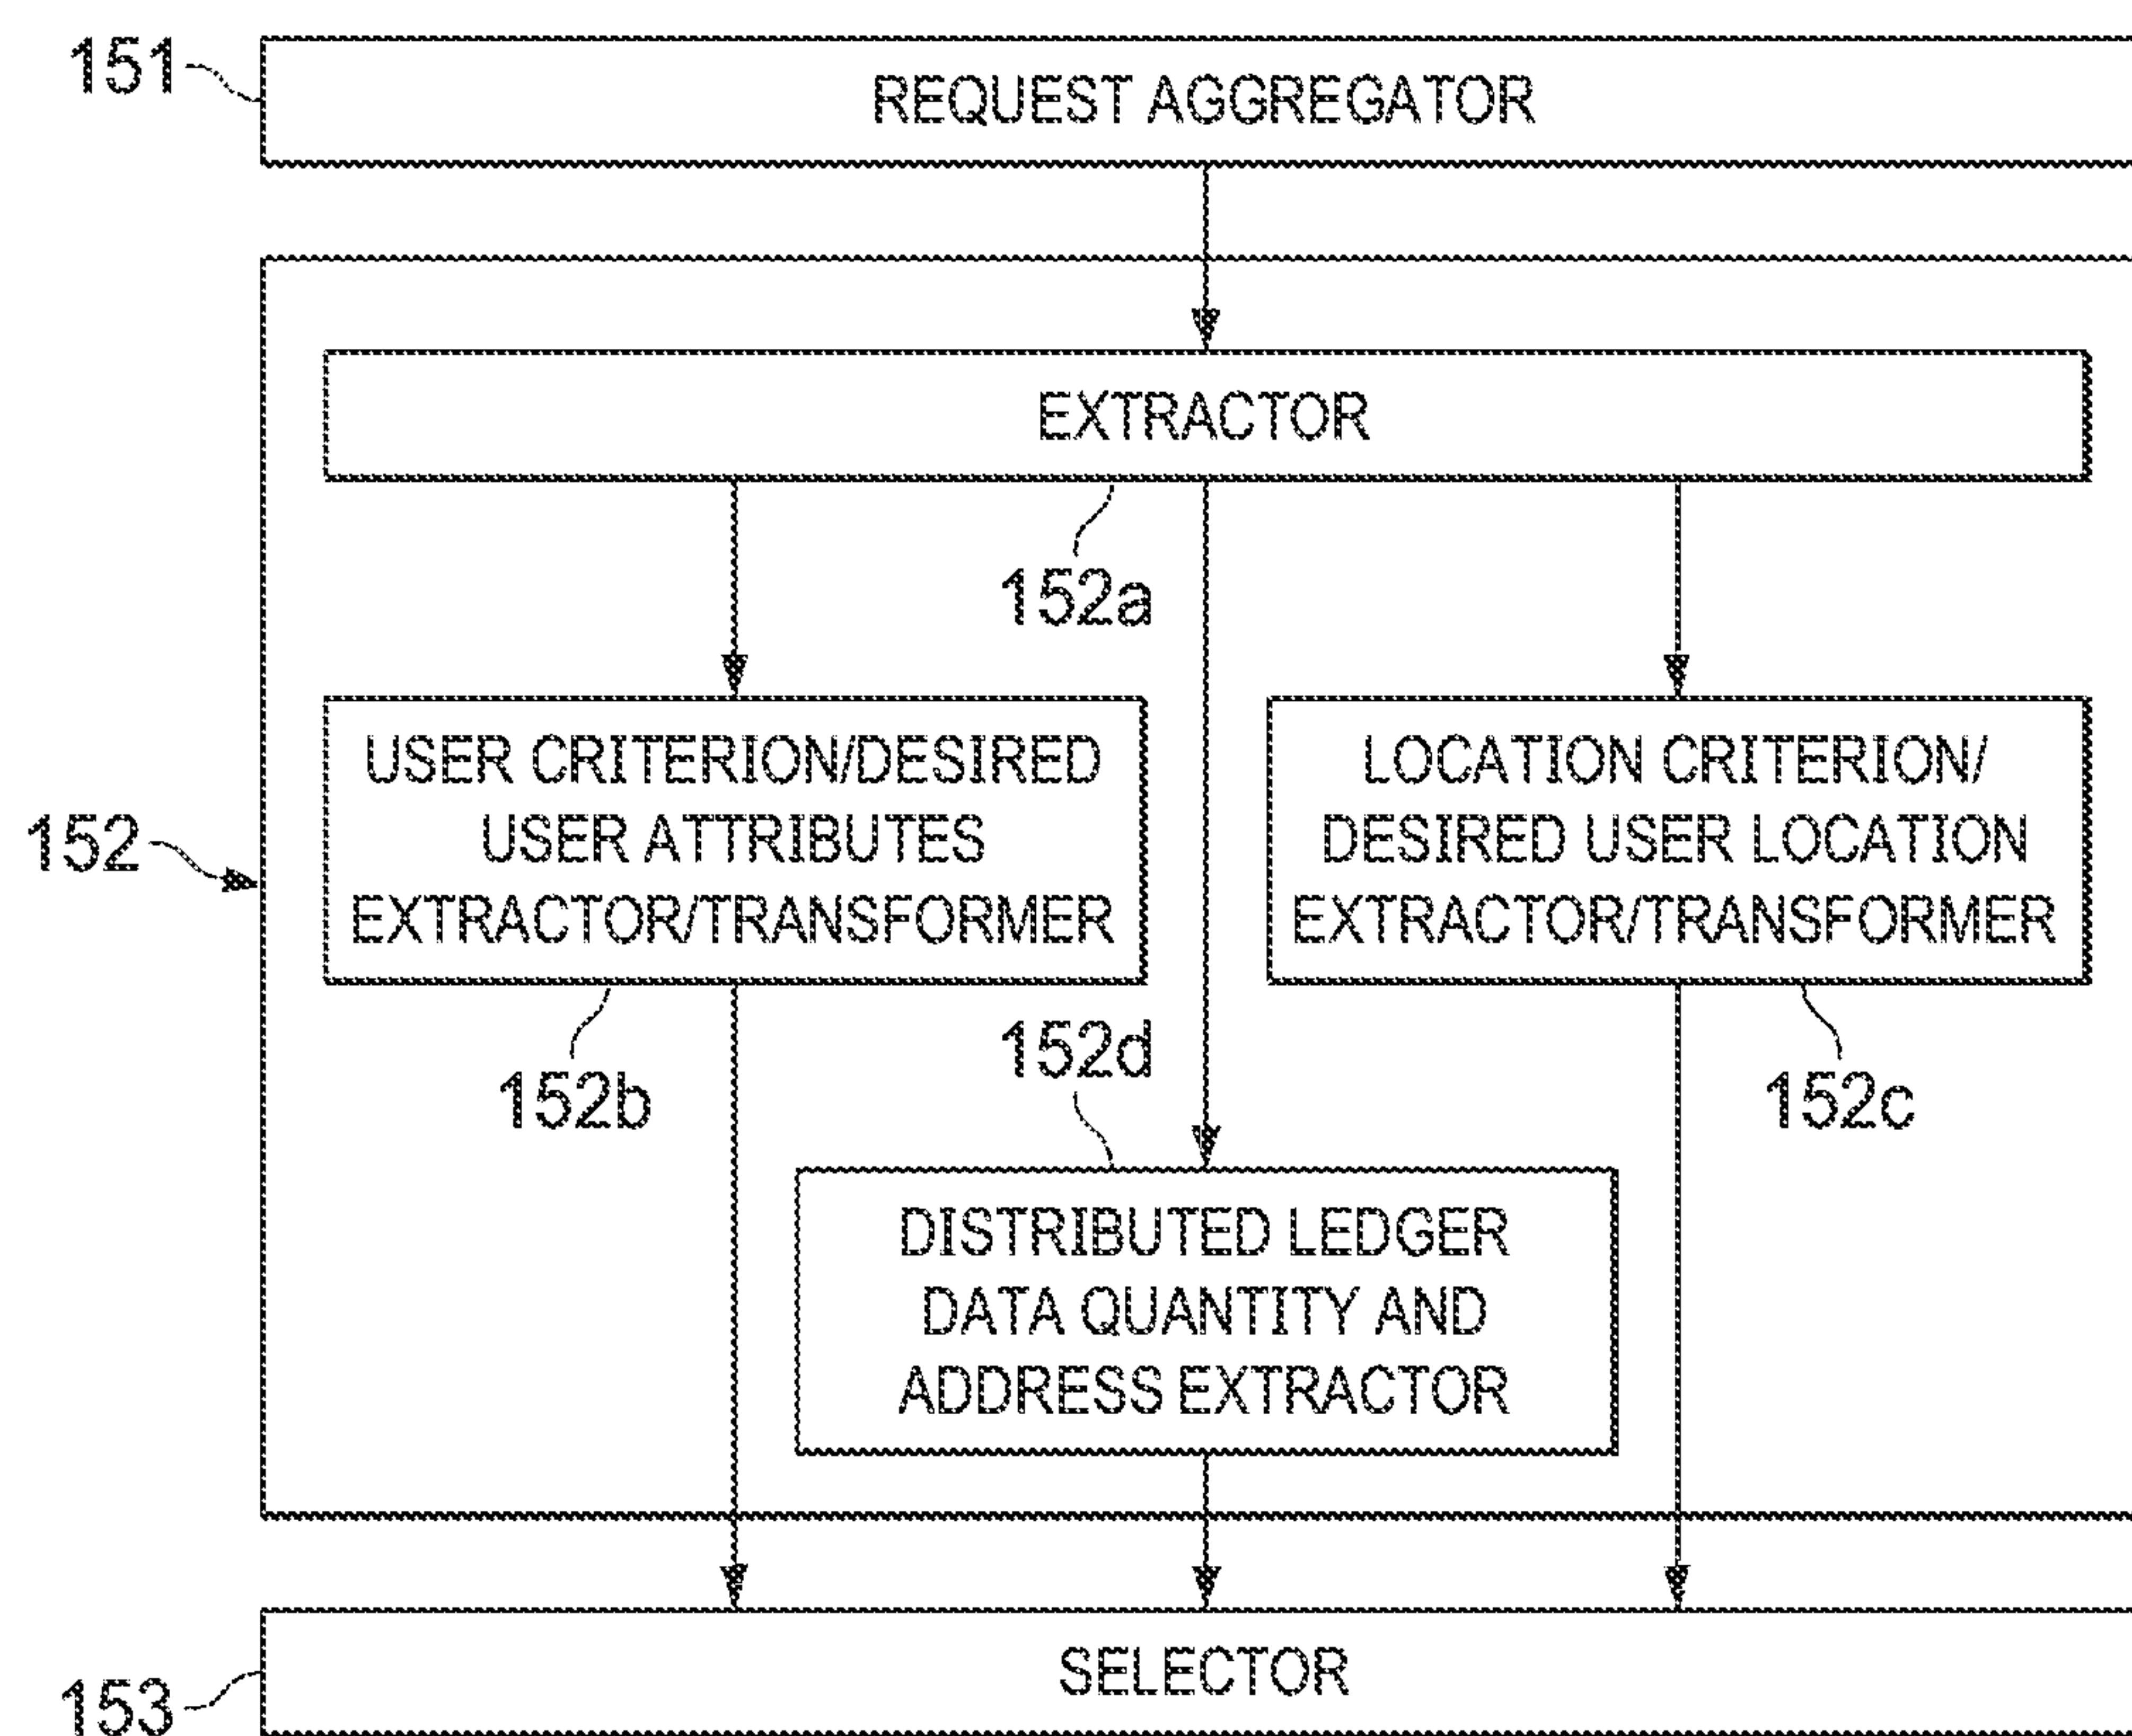 151
REQUEST AGGREGATOR
EXTRACTOR
152a
USER CRITERION/DESIRED
USER ATTRIBUTES
EXTRACTOR/TRANSFORMER
LOCATION CRITERION/
DESIRED USER LOCATION
EXTRACTOR/TRANSFORMER
152
152b
152d
152c
DISTRIBUTED LEDGER
DATA QUANTITY AND
ADDRESS EXTRACTOR
SELECTOR
153